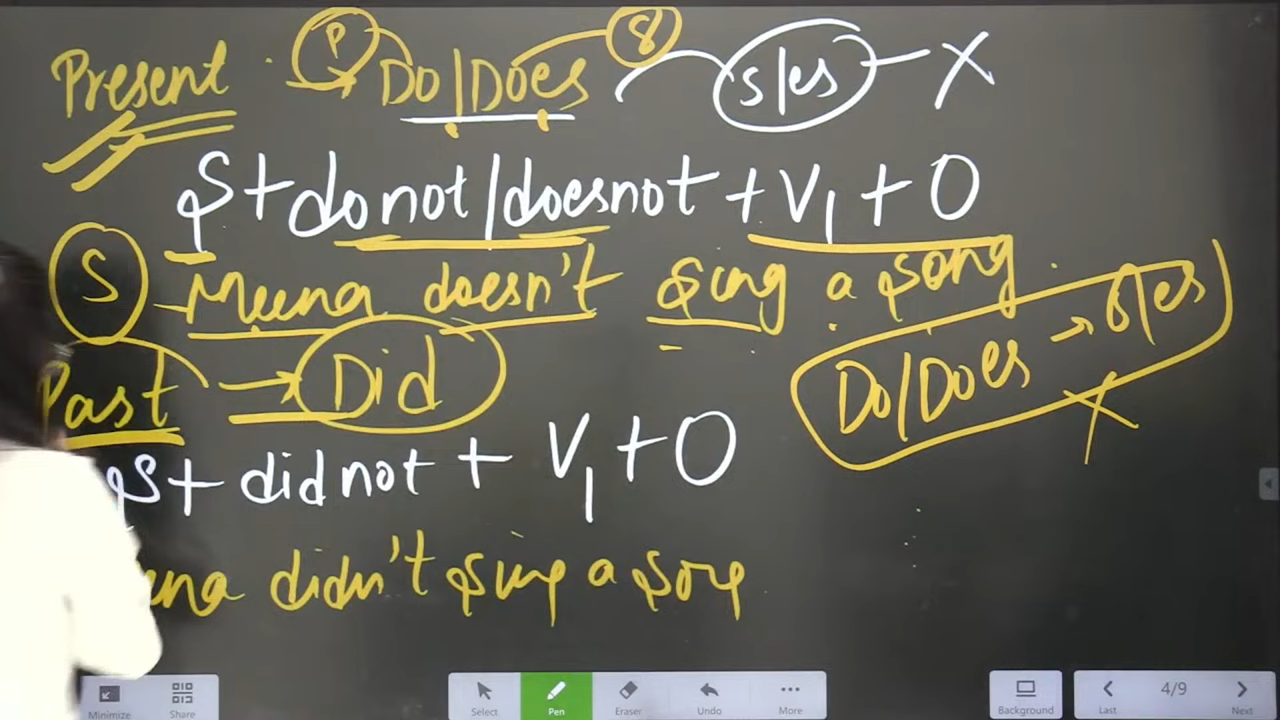 Present P Do/Does S s/es - X
S + do not/does not + V1 + O
S - Meena doesn't sing a song.
Do/Does → s/es X
Past → Did
S + did not + V1 + O
ena didn't sing a song
Minimize Share Select Pen Eraser Undo More Background Last 4/9 Next